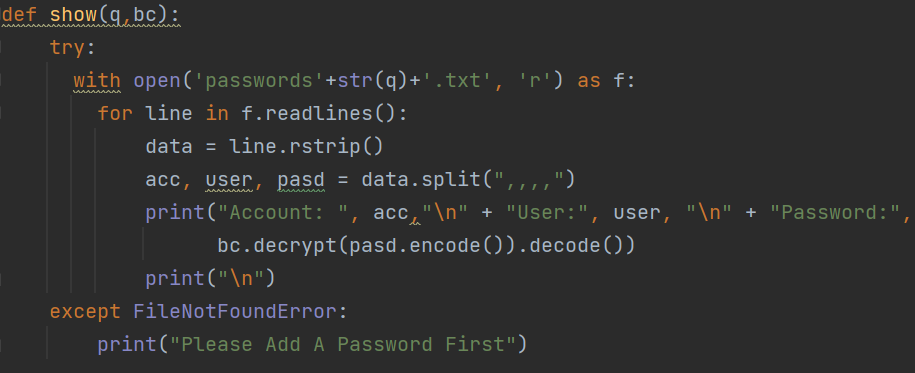 def show(q,bc):
    try:
      with open('passwords'+str(q)+'.txt', 'r') as f:
        for line in f.readlines():
            data = line.rstrip()
            acc, user, pasd = data.split(",,,,")
            print("Account: ", acc,"\n" + "User:", user, "\n" + "Password:",
                  bc.decrypt(pasd.encode()).decode())
            print("\n")
    except FileNotFoundError:
        print("Please Add A Password First")